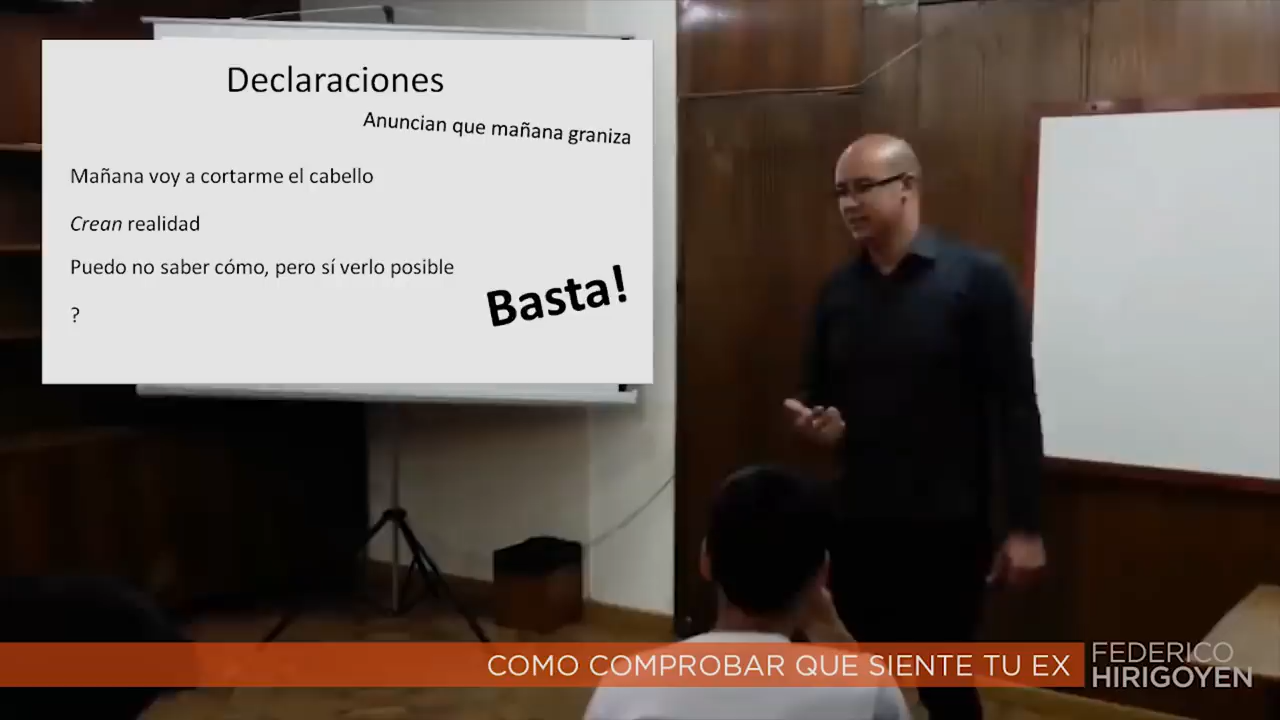 Declaraciones
Anuncian que mañana graniza
Mañana voy a cortarme el cabello
Crean realidad
Puedo no saber cómo, pero sí verlo posible
Basta!
?
COMO COMPROBAR QUE SIENTE TU EX
FEDERICO
HIRIGOYEN